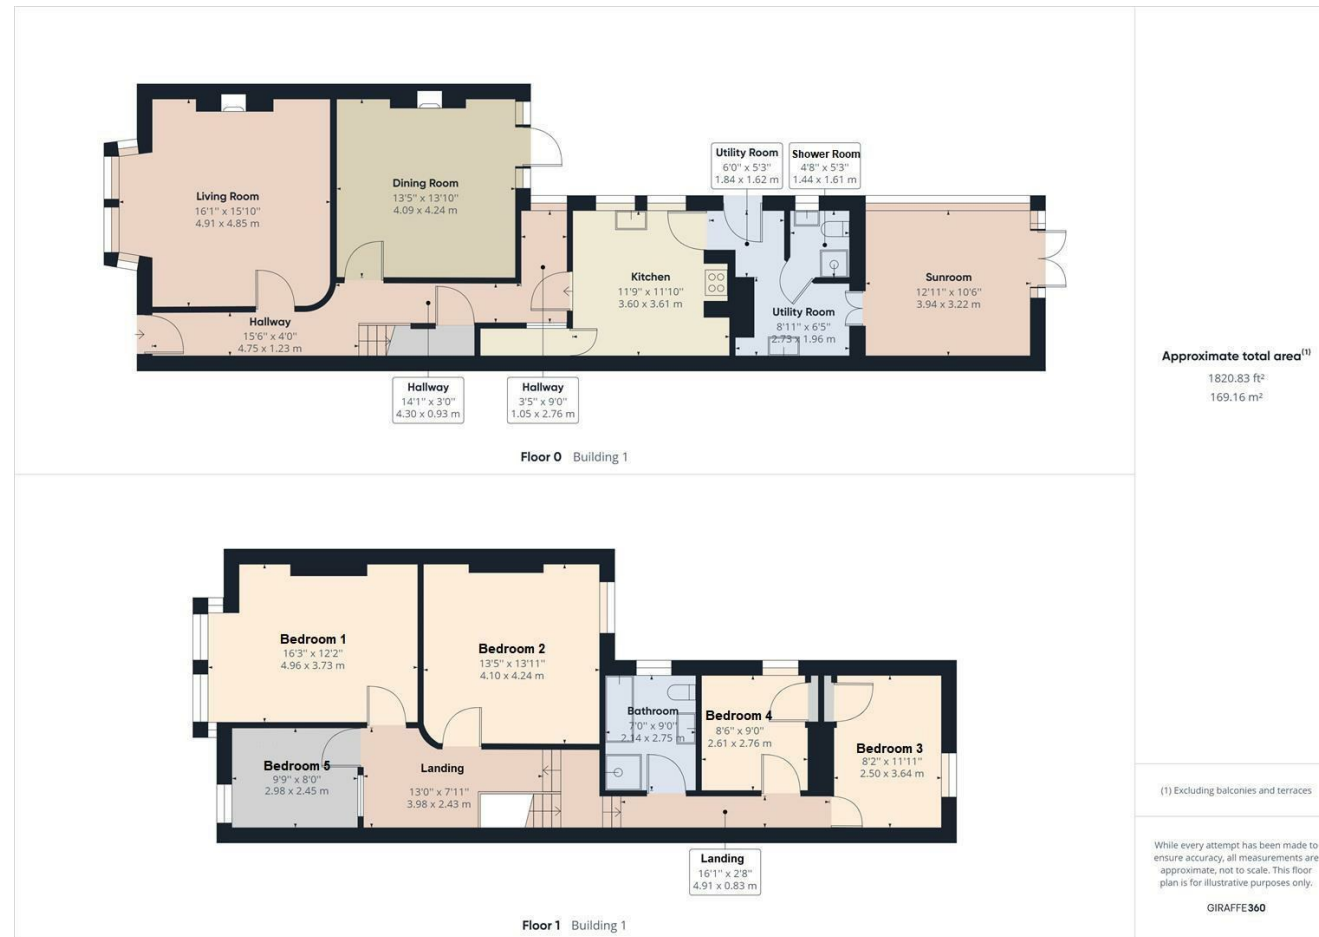 Living Room
16'1" x 15'10"
4.91 x 4.85 m
Dining Room
13'5" x 13'10"
4.09 x 4.24 m
Utility Room
6'0" x 5'3"
1.84 x 1.62 m
Shower Room
4'8" x 5'3"
1.44 x 1.61 m
Kitchen
11'9" x 11'10"
3.60 x 3.61 m
Utility Room
8'11" x 6'5"
2.73 x 1.96 m
Sunroom
12'11" x 10'6"
3.94 x 3.22 m
Hallway
15'6" x 4'0"
4.75 x 1.23 m
Hallway
14'1" x 3'0"
4.30 x 0.93 m
Hallway
3'5" x 9'0"
1.05 x 2.76 m
Floor 0 Building 1
Bedroom 1
16'3" x 12'2"
4.96 x 3.73 m
Bedroom 2
13'5" x 13'11"
4.10 x 4.24 m
Bathroom
7'0" x 9'0"
2.14 x 2.75 m
Bedroom 4
8'6" x 9'0"
2.61 x 2.76 m
Bedroom 3
8'2" x 11'11"
2.50 x 3.64 m
Bedroom 5
9'9" x 8'0"
2.98 x 2.45 m
Landing
13'0" x 7'11"
3.98 x 2.43 m
Landing
16'1" x 2'8"
4.91 x 0.83 m
Floor 1 Building 1
Approximate total area(1)
1820.83 ft²
169.16 m²
(1) Excluding balconies and terraces
While every attempt has been made to
ensure accuracy, all measurements are
approximate, not to scale. This floor
plan is for illustrative purposes only.
GIRAFFE360